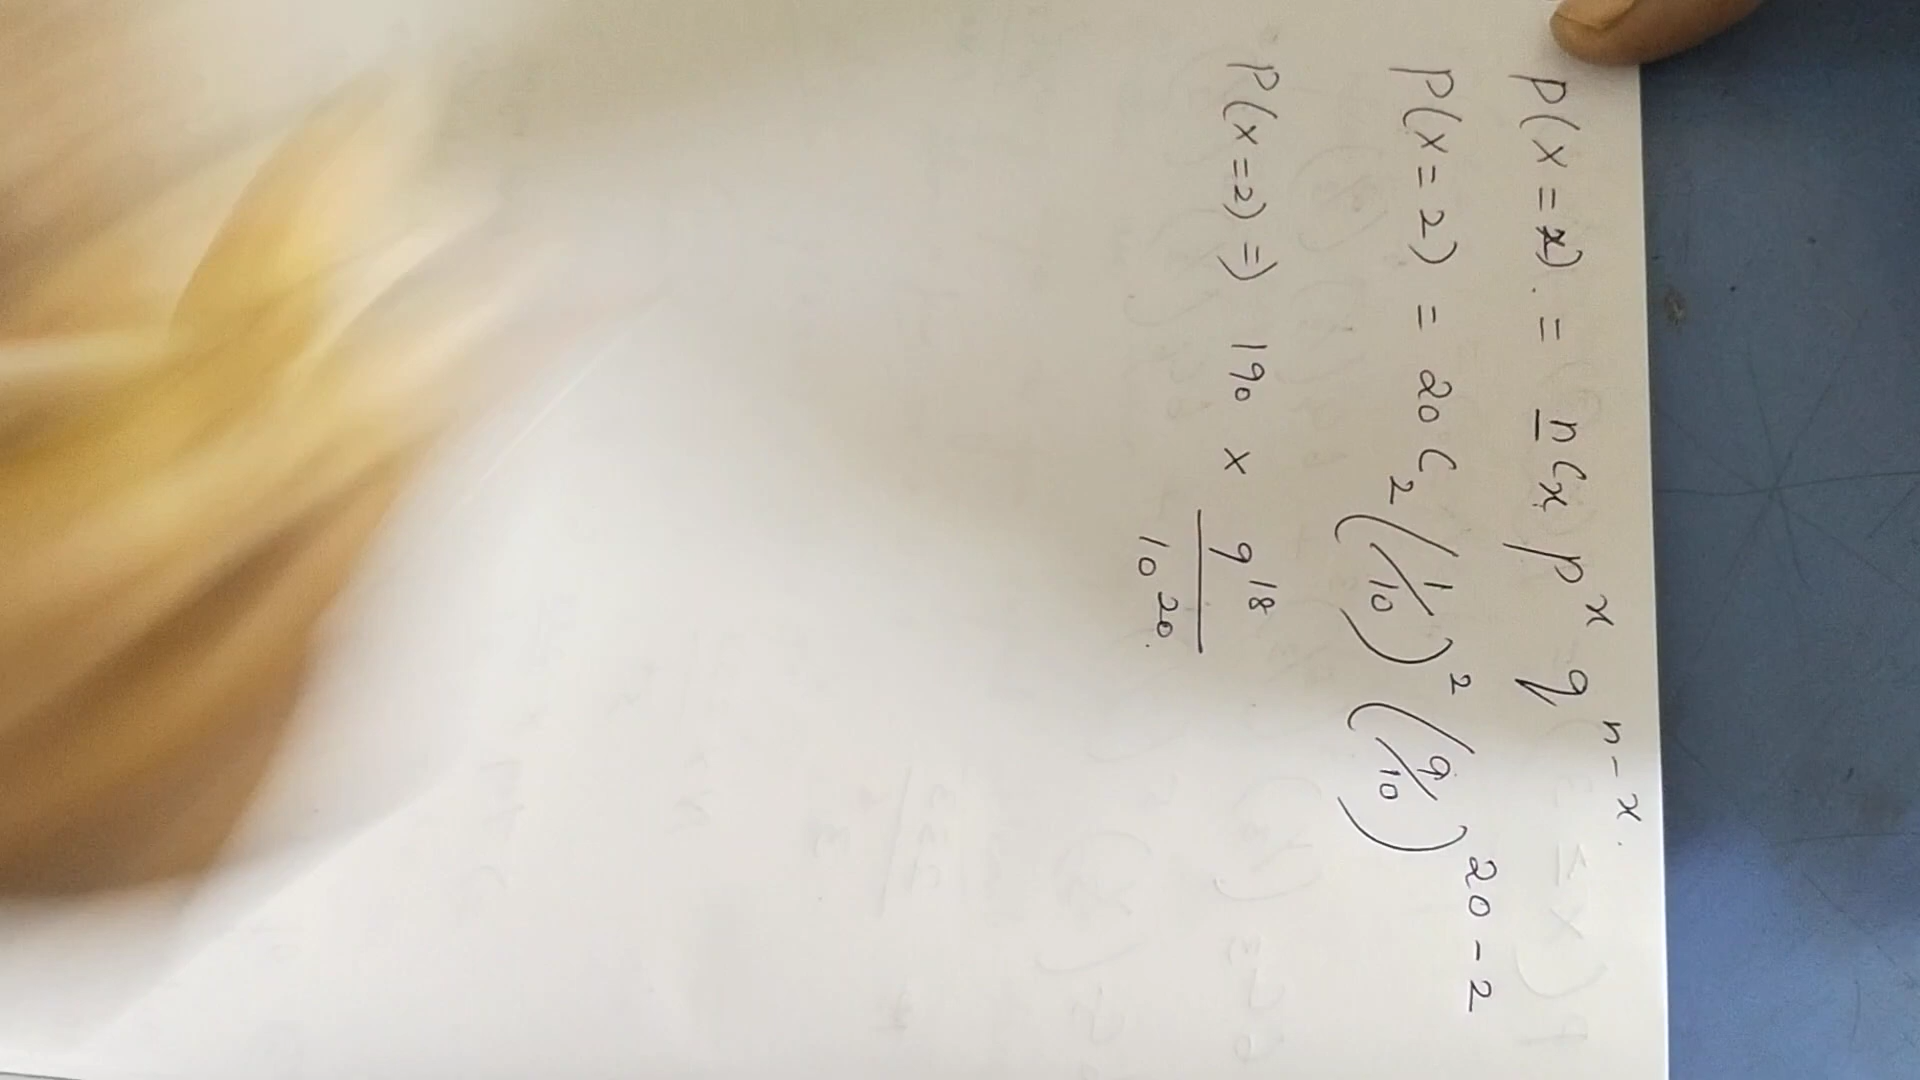 P(x = x). = nCx p^x q^n-x.
P(x = 2) = 20C₂ (1/10)^2 (9/10)^20-2
P(x=2) => 190 x 9^18/10^20.